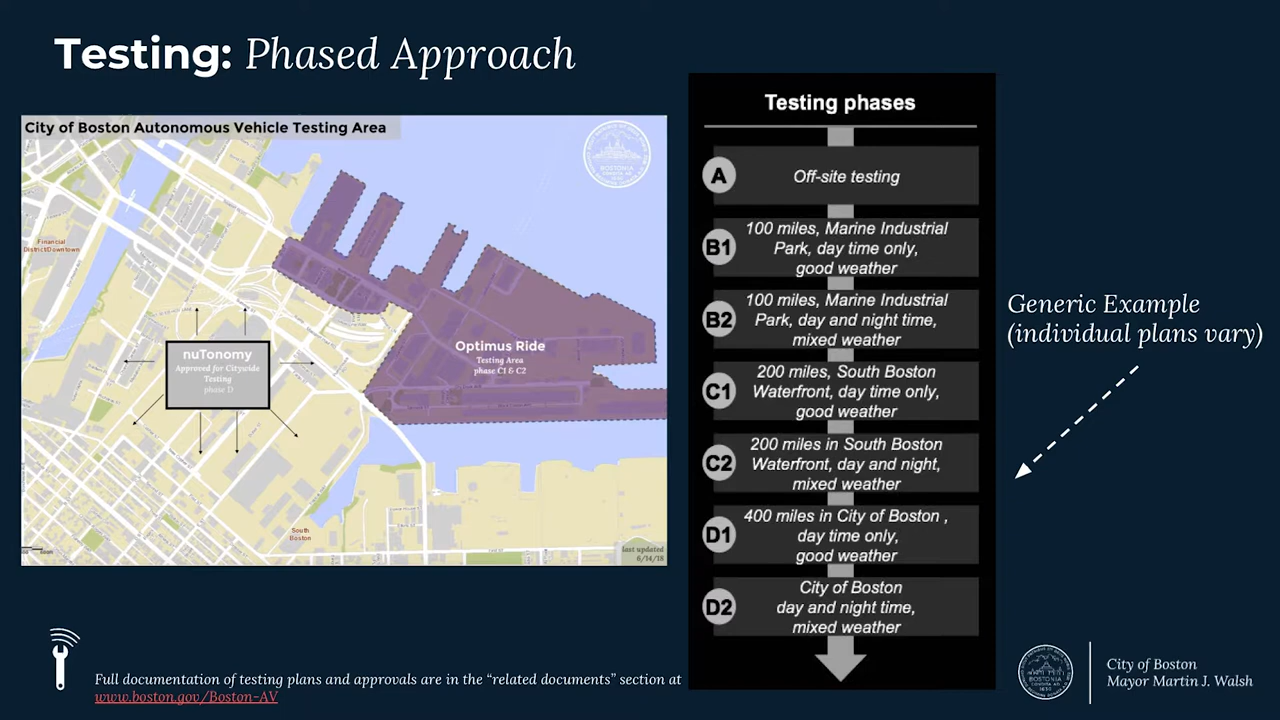 Testing: Phased Approach
City of Boston Autonomous Vehicle Testing Area
Financial
District/Downtown
nuTonomy
Approved for Citywide
Testing
phase D
Optimus Ride
Testing Area
phase C1 & C2
South
Boston
last updated
6/14/18
Testing phases
A
Off-site testing
B1
100 miles, Marine Industrial
Park, day time only,
good weather
B2
100 miles, Marine Industrial
Park, day and night time,
mixed weather
C1
200 miles, South Boston
Waterfront, day time only,
good weather
C2
200 miles in South Boston
Waterfront, day and night,
mixed weather
D1
400 miles in City of Boston ,
day time only,
good weather
D2
City of Boston
day and night time,
mixed weather
Generic Example
(individual plans vary)
Full documentation of testing plans and approvals are in the “related documents” section at
www.boston.gov/Boston-AV
City of Boston
Mayor Martin J. Walsh